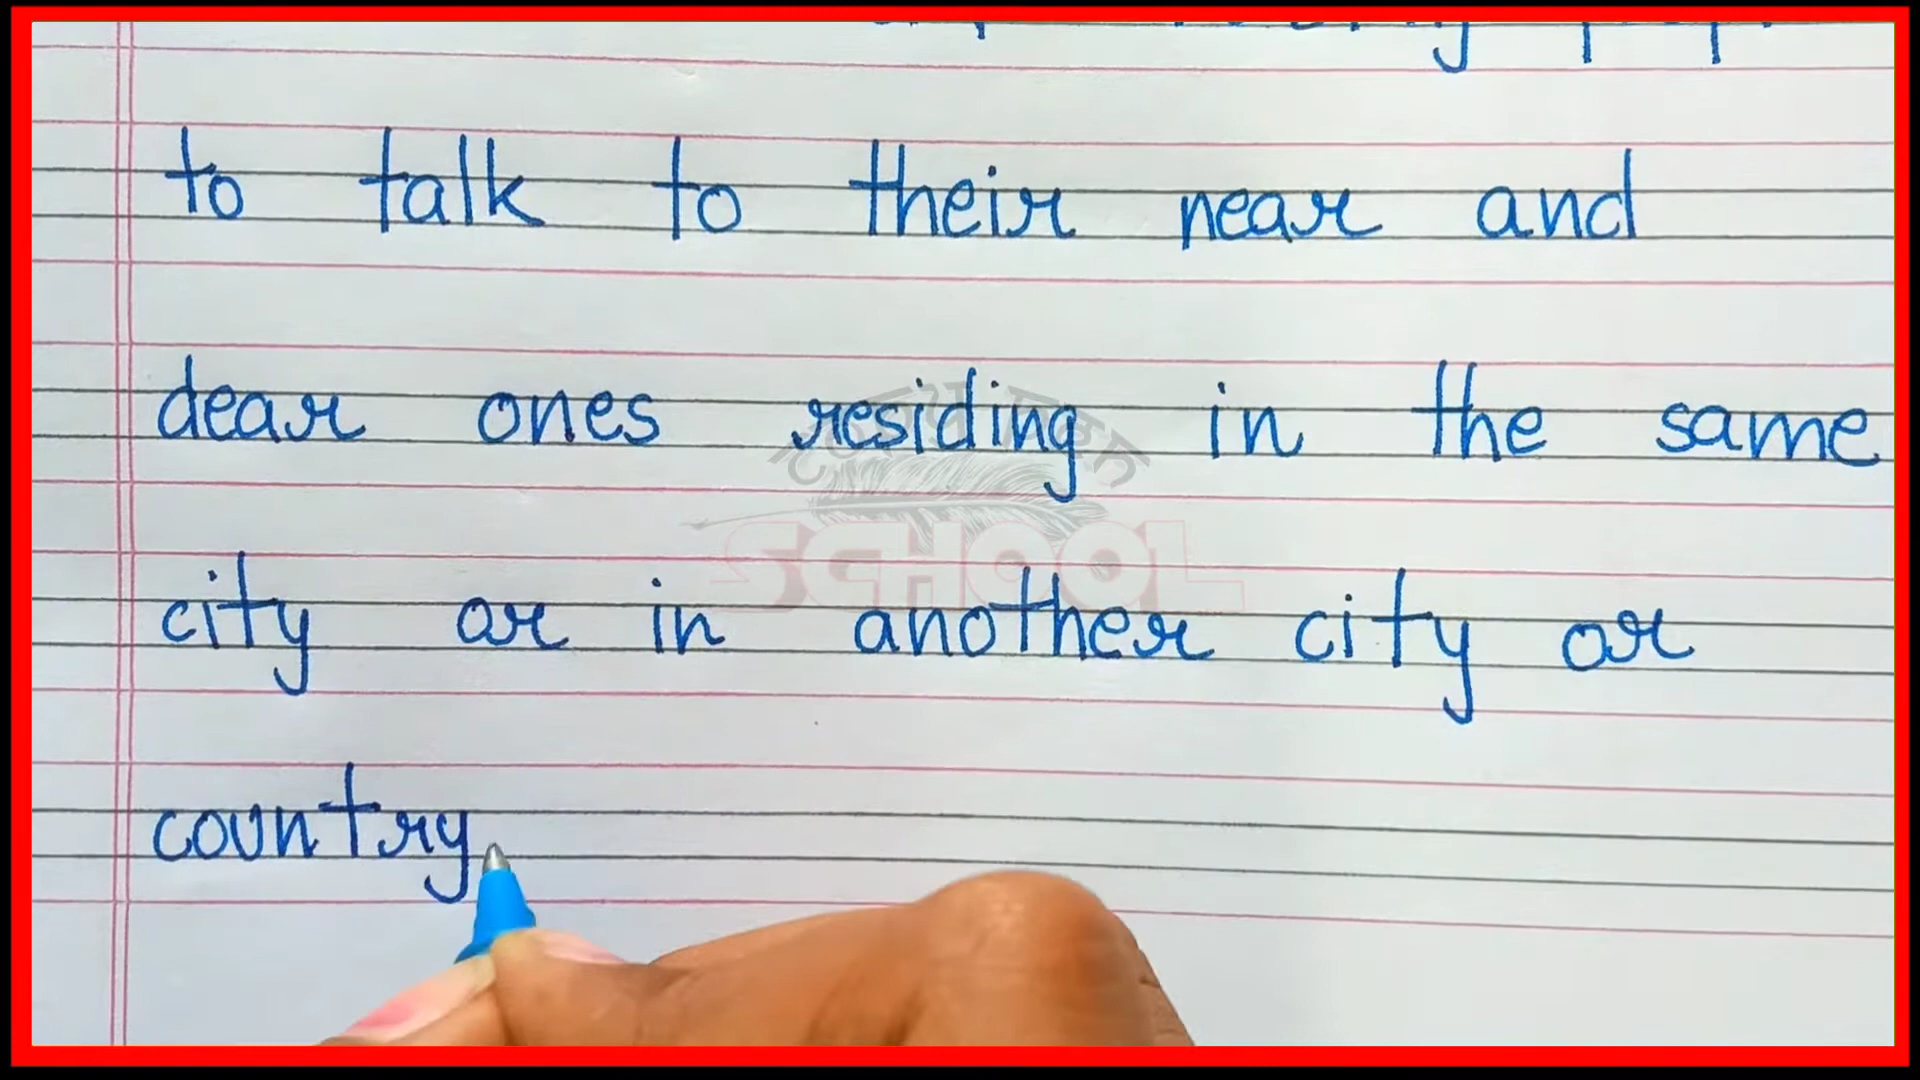 to talk to their near and
dear ones residing in the same
city or in another city or
country.
SCHOOL